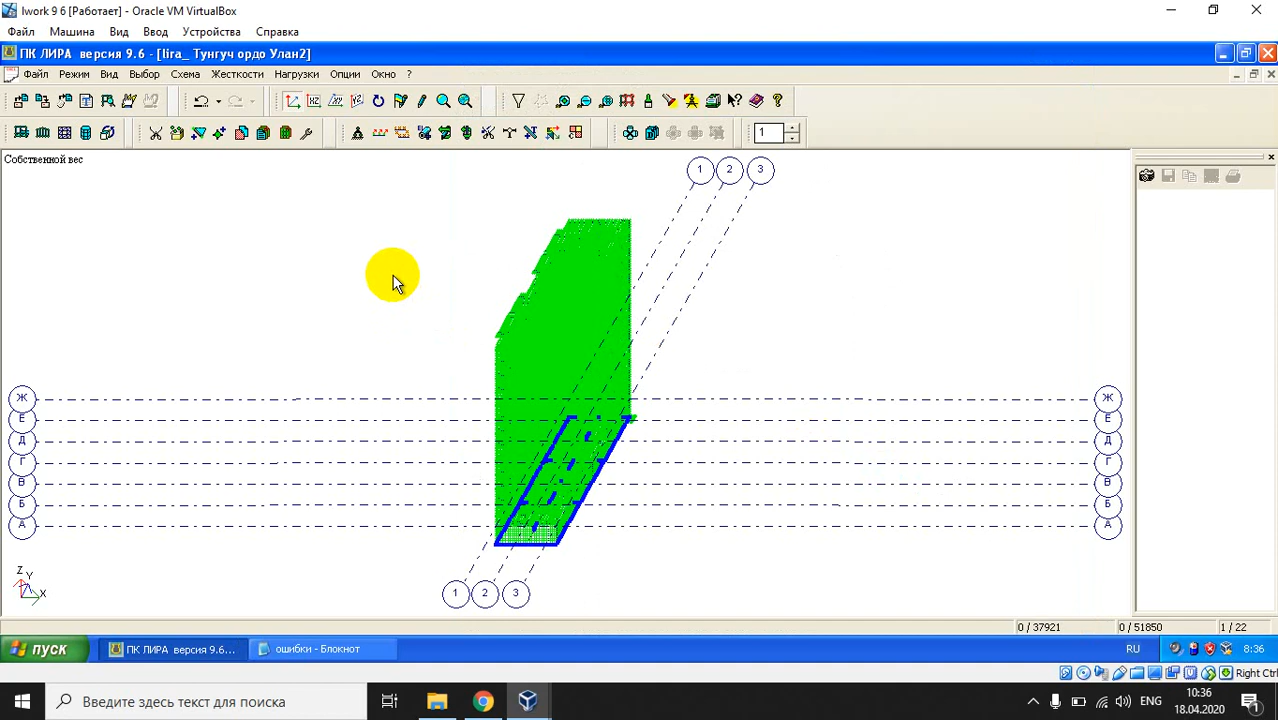 Iwork 9 6 [Работает] - Oracle VM VirtualBox
Файл Машина Вид Ввод Устройства Справка
ПК ЛИРА версия 9.6 - [lira_ Тунгуч ордо Улан2]
Файл Режим Вид Выбор Схема Жесткости Нагрузки Опции Окно ?
1
Собственной вес
1 2 3
Ж Ж
Е Е
Д Д
Г Г
В В
Б Б
А А
Z Y X
1 2 3
0 / 37921 0 / 51850 1 / 22
пуск ПК ЛИРА версия 9.6... ошибки - Блокнот RU 8:36
Right Ctrl
Введите здесь текст для поиска ENG 10:36
18.04.2020